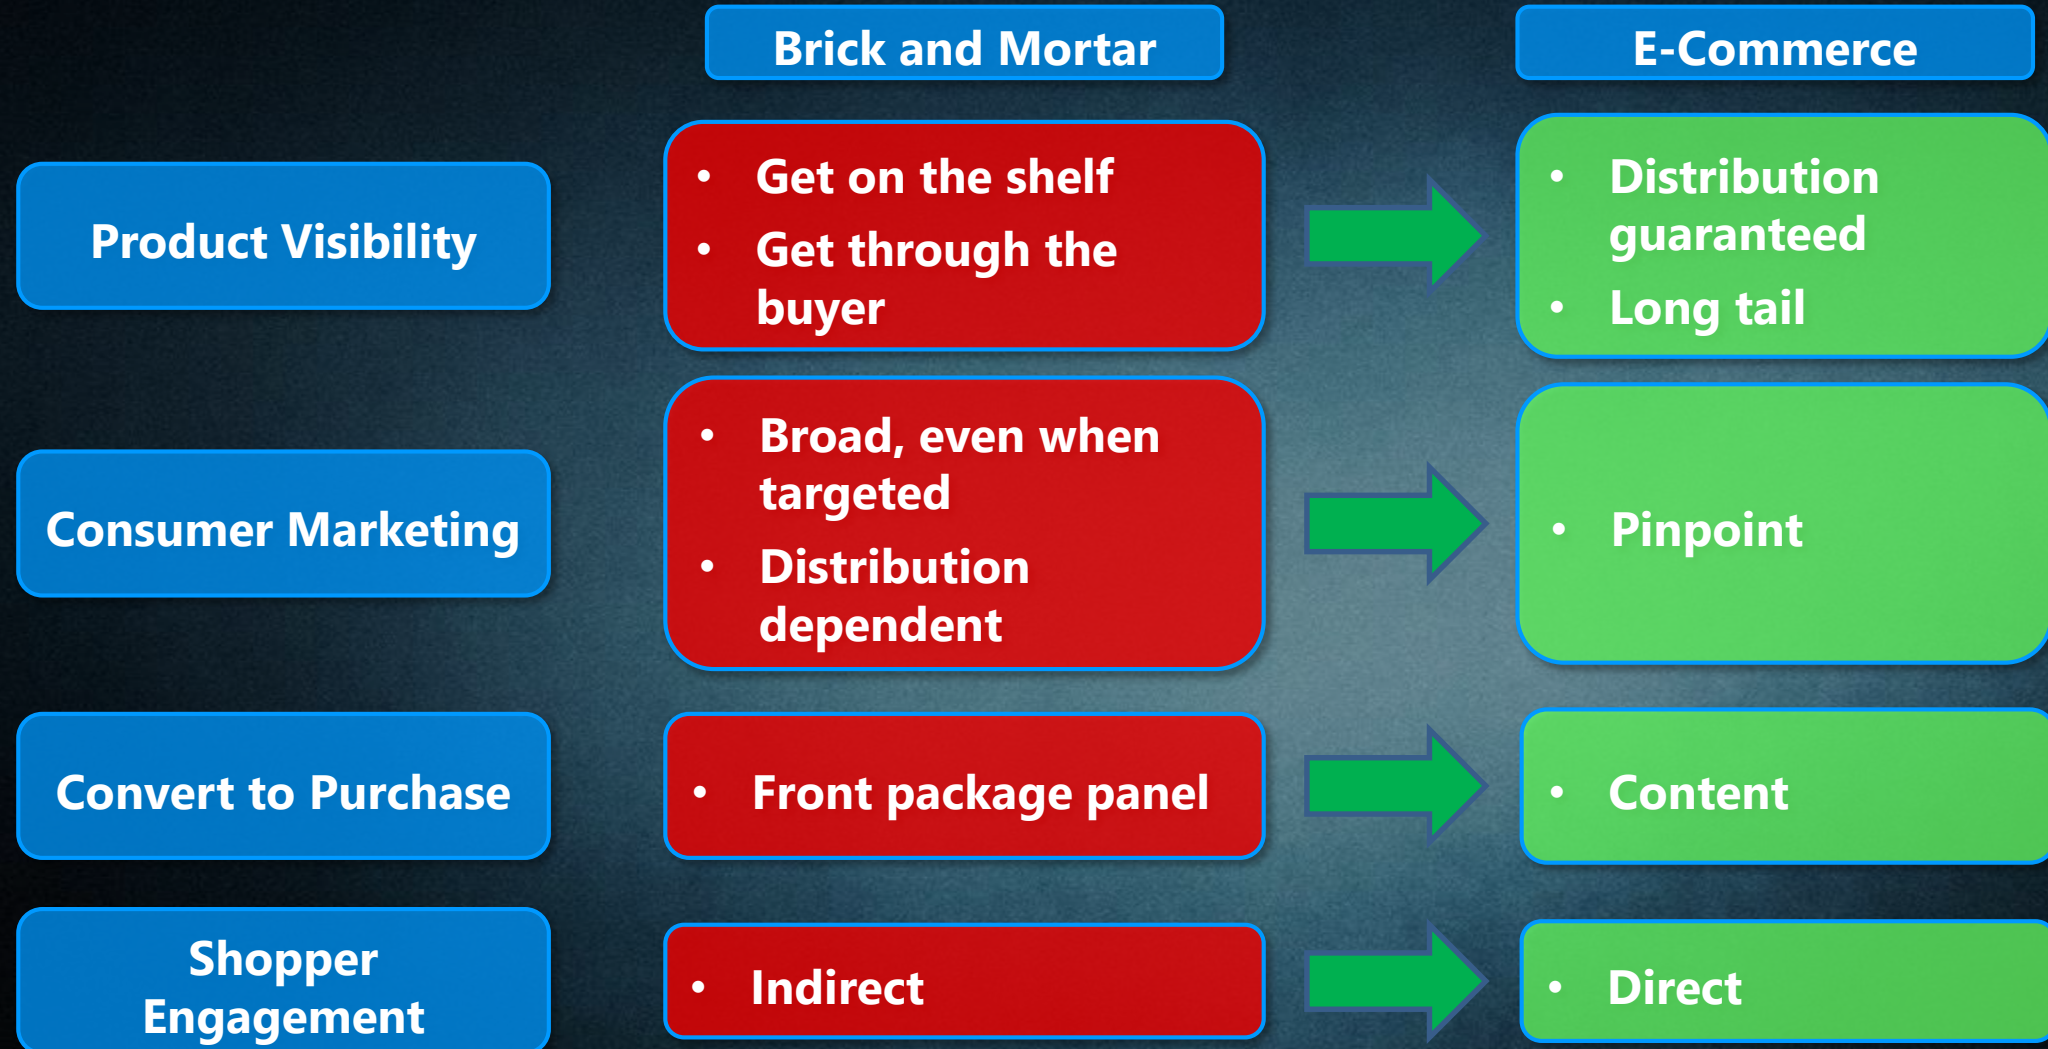 Brick and Mortar
E-Commerce
Product Visibility
• Get on the shelf
• Get through the
buyer
• Distribution
guaranteed
• Long tail
Consumer Marketing
• Broad, even when
targeted
• Distribution
dependent
• Pinpoint
Convert to Purchase
• Front package panel
• Content
Shopper
Engagement
• Indirect
• Direct